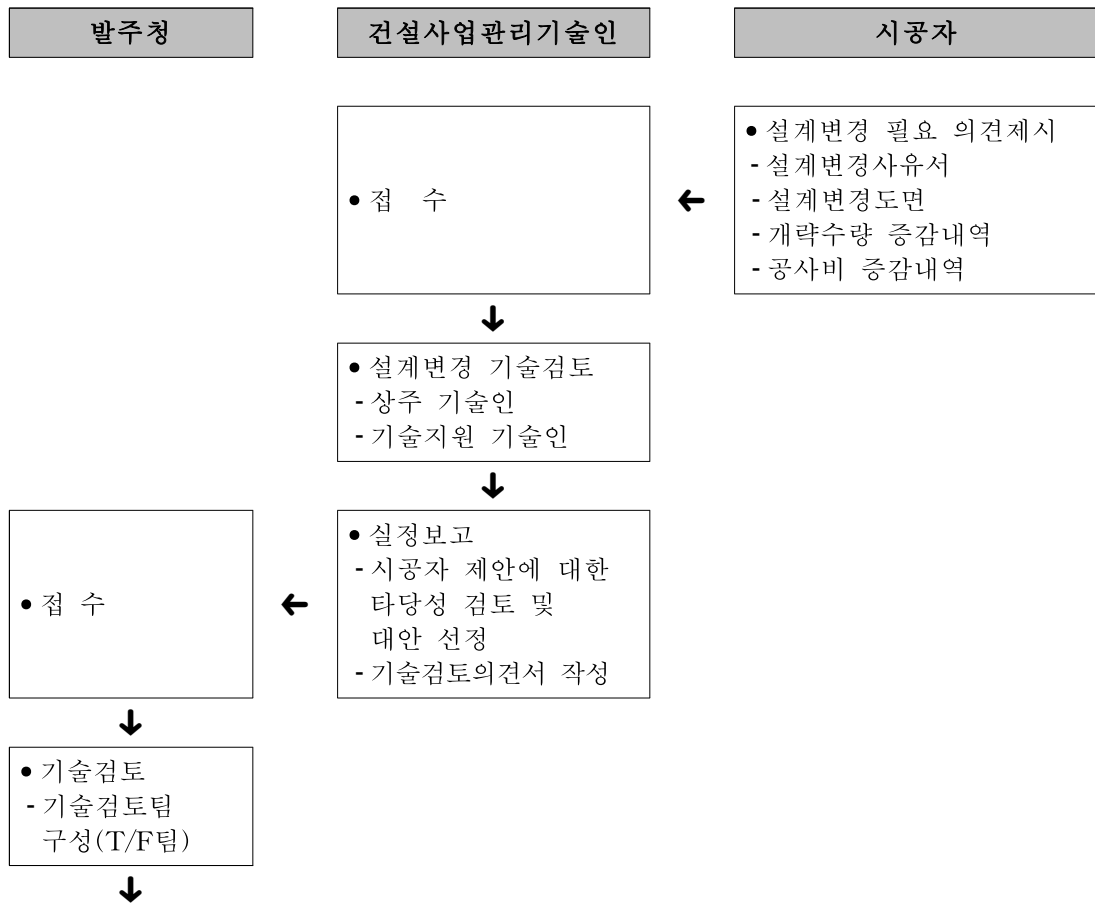 발주청
건설사업관리기술인
시공자
● 설계변경 필요 의견제시
- 설계변경사유서
- 설계변경도면
- 개략수량 증감내역
- 공사비 증감내역
● 접 수
● 설계변경 기술검토
- 상주 기술인
- 기술지원 기술인
● 실정보고
- 시공자 제안에 대한
타당성 검토 및
대안 선정
- 기술검토의견서 작성
● 접 수
● 기술검토
- 기술검토팀
구성(T/F팀)